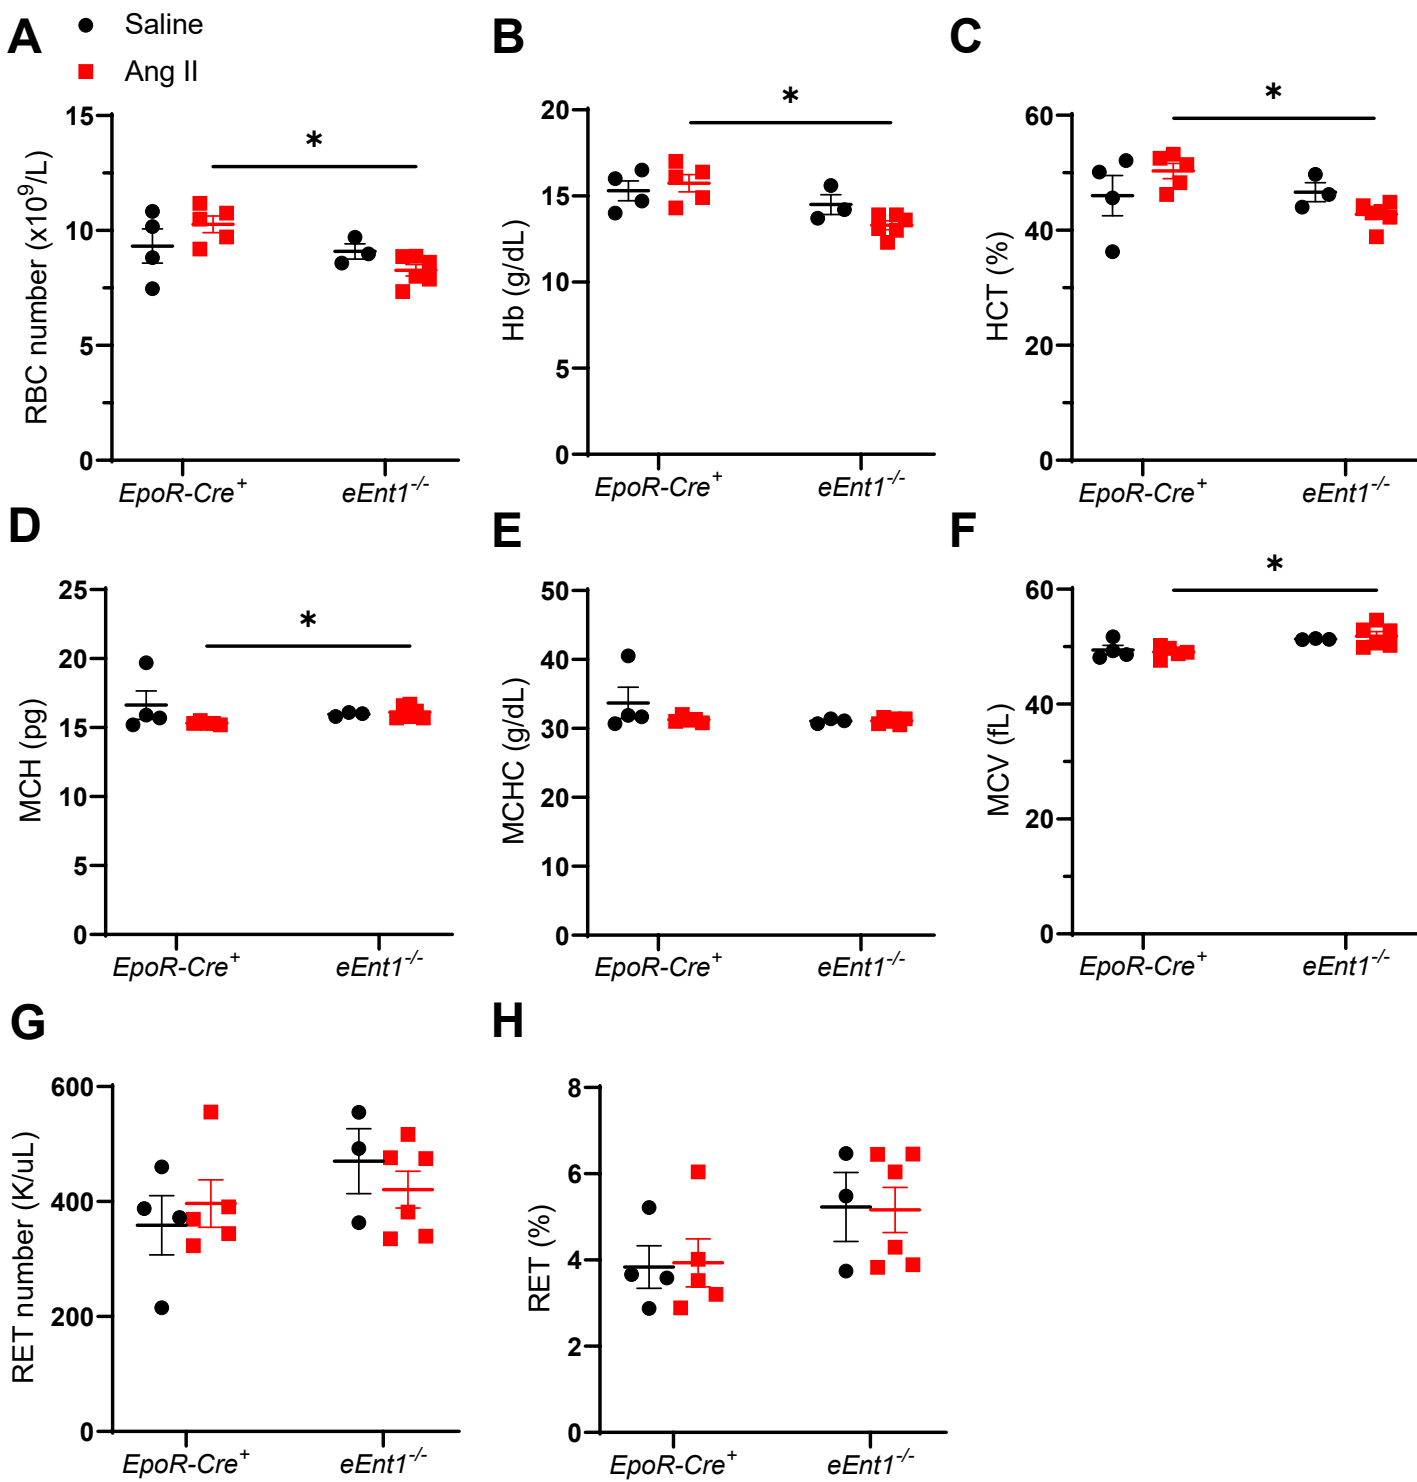 A
Saline
Ang II
RBC number (x10⁹/L)
15
10
5
0
*
EpoR-Cre⁺
eEnt1⁻/⁻
B
Hb (g/dL)
20
15
10
5
0
*
EpoR-Cre⁺
eEnt1⁻/⁻
C
HCT (%)
60
40
20
0
*
EpoR-Cre⁺
eEnt1⁻/⁻
D
MCH (pg)
25
20
15
10
5
0
*
EpoR-Cre⁺
eEnt1⁻/⁻
E
MCHC (g/dL)
50
40
30
20
10
0
EpoR-Cre⁺
eEnt1⁻/⁻
F
MCV (fL)
60
40
20
0
*
EpoR-Cre⁺
eEnt1⁻/⁻
G
RET number (K/uL)
600
400
200
0
EpoR-Cre⁺
eEnt1⁻/⁻
H
RET (%)
8
6
4
2
0
EpoR-Cre⁺
eEnt1⁻/⁻